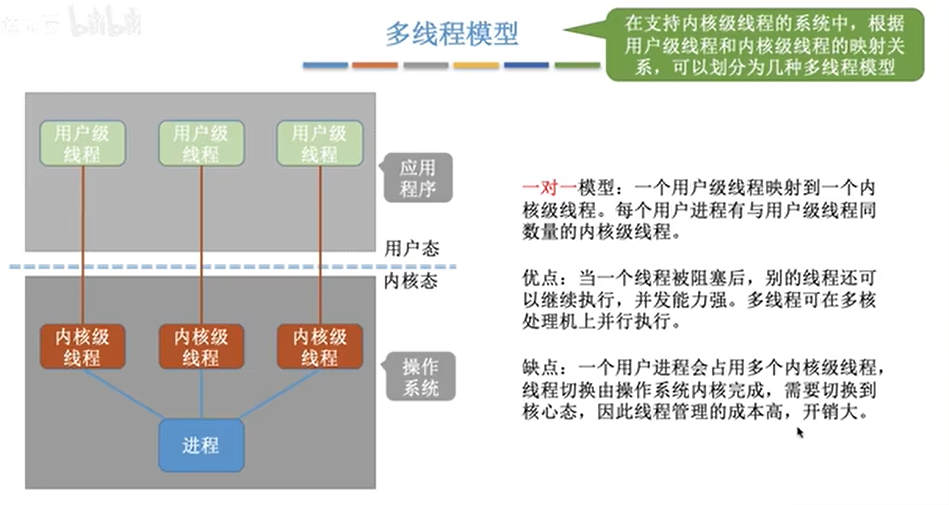 bilibili
多线程模型
在支持内核级线程的系统中，根据
用户级线程和内核级线程的映射关
系，可以划分为几种多线程模型
用户级
线程
用户级
线程
用户级
线程
应用
程序
用户态
内核态
内核级
线程
内核级
线程
内核级
线程
操作
系统
进程
一对一模型：一个用户级线程映射到一个内
核级线程。每个用户进程有与用户级线程同
数量的内核级线程。
优点：当一个线程被阻塞后，别的线程还可
以继续执行，并发能力强。多线程可在多核
处理机上并行执行。
缺点：一个用户进程会占用多个内核级线程，
线程切换由操作系统内核完成，需要切换到
核心态，因此线程管理的成本高，开销大。